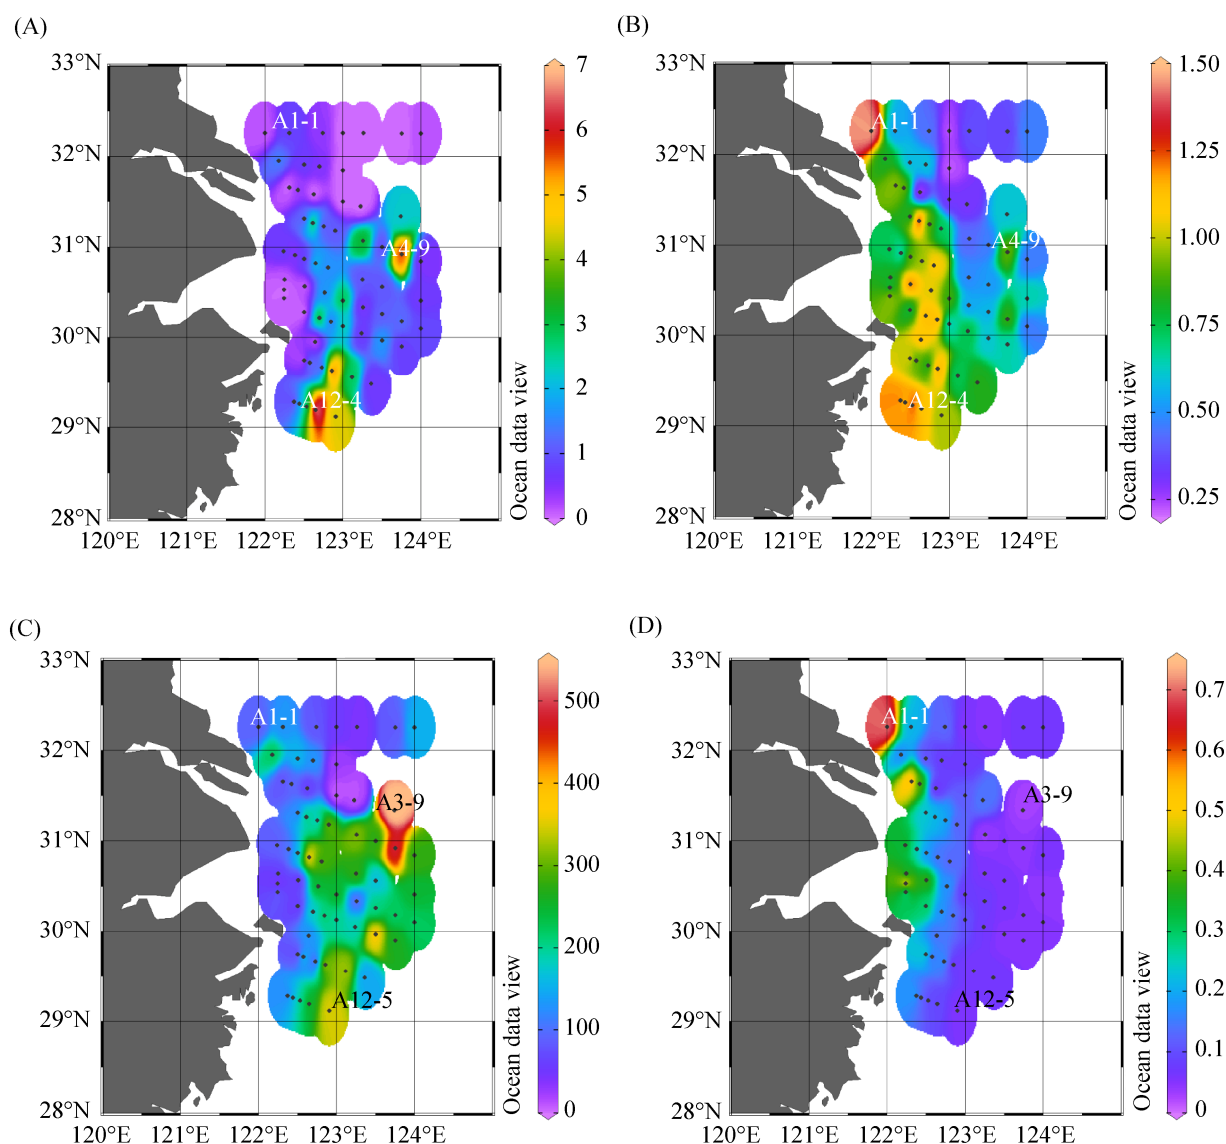 (A)
33°N
32°N
31°N
30°N
29°N
28°N
120°E 121°E 122°E 123°E 124°E
A1-1
A4-9
A12-4
7
6
5
4
3
2
1
0
Ocean data view
(B)
33°N
32°N
31°N
30°N
29°N
28°N
120°E 121°E 122°E 123°E 124°E
A1-1
A4-9
A12-4
1.50
1.25
1.00
0.75
0.50
0.25
Ocean data view
(C)
33°N
32°N
31°N
30°N
29°N
28°N
120°E 121°E 122°E 123°E 124°E
A1-1
A3-9
A12-5
500
400
300
200
100
0
Ocean data view
(D)
33°N
32°N
31°N
30°N
29°N
28°N
120°E 121°E 122°E 123°E 124°E
A1-1
A3-9
A12-5
0.7
0.6
0.5
0.4
0.3
0.2
0.1
0
Ocean data view